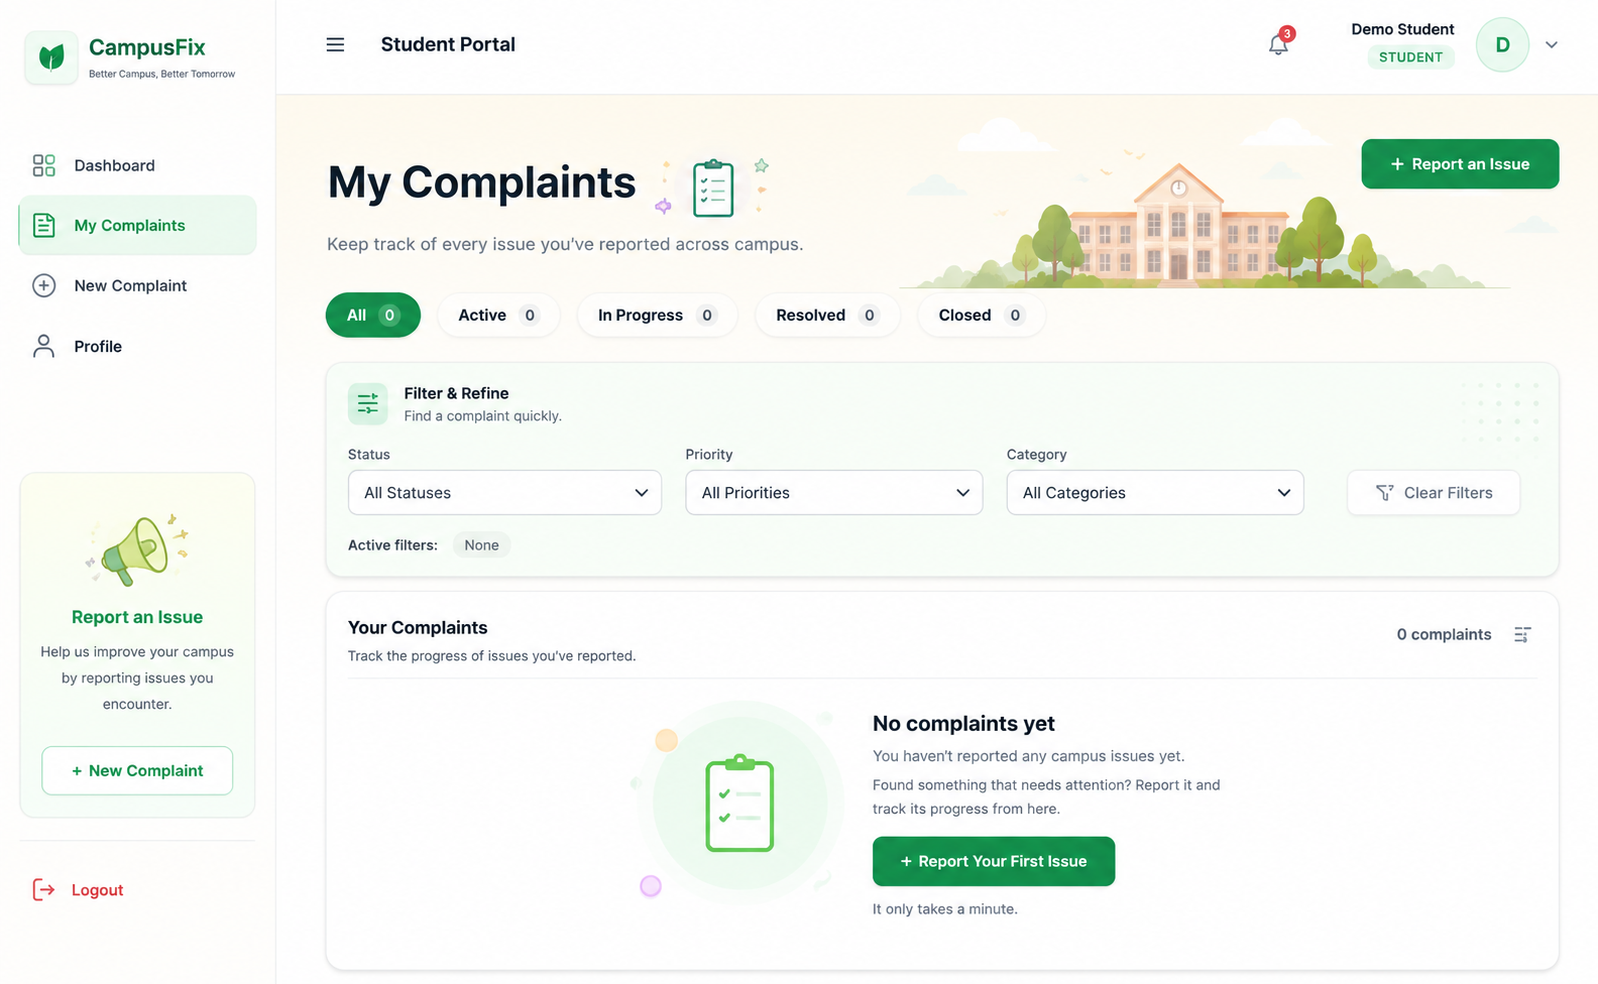 CampusFix
Better Campus, Better Tomorrow
Dashboard
My Complaints
New Complaint
Profile
Report an Issue
Help us improve your campus
by reporting issues you
encounter.
+ New Complaint
Logout
Student Portal
3
Demo Student
STUDENT
D
My Complaints
Keep track of every issue you've reported across campus.
+ Report an Issue
All 0
Active 0
In Progress 0
Resolved 0
Closed 0
Filter & Refine
Find a complaint quickly.
Status
All Statuses
Priority
All Priorities
Category
All Categories
Clear Filters
Active filters: None
Your Complaints
Track the progress of issues you've reported.
0 complaints
No complaints yet
You haven't reported any campus issues yet.
Found something that needs attention? Report it and
track its progress from here.
+ Report Your First Issue
It only takes a minute.